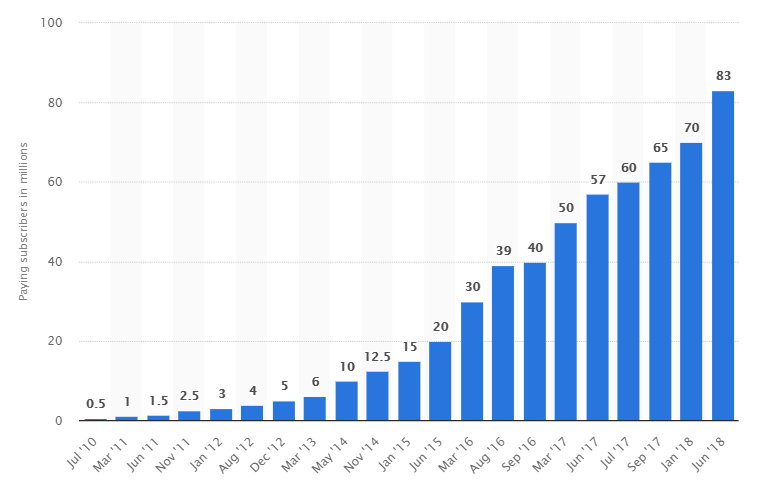 100
80
60
40
20
0
Paying subscribers in millions
0.5
1
1.5
2.5
3
4
5
6
10
12.5
15
20
30
39
40
50
57
60
65
70
83
Jul '10
Mar '11
Jun '11
Nov '11
Jan '12
Aug '12
Dec '12
Mar '13
May '14
Nov '14
Jan '15
Jun '15
Mar '16
Aug '16
Sep '16
Mar '17
Jun '17
Jul '17
Sep '17
Jan '18
Jun '18